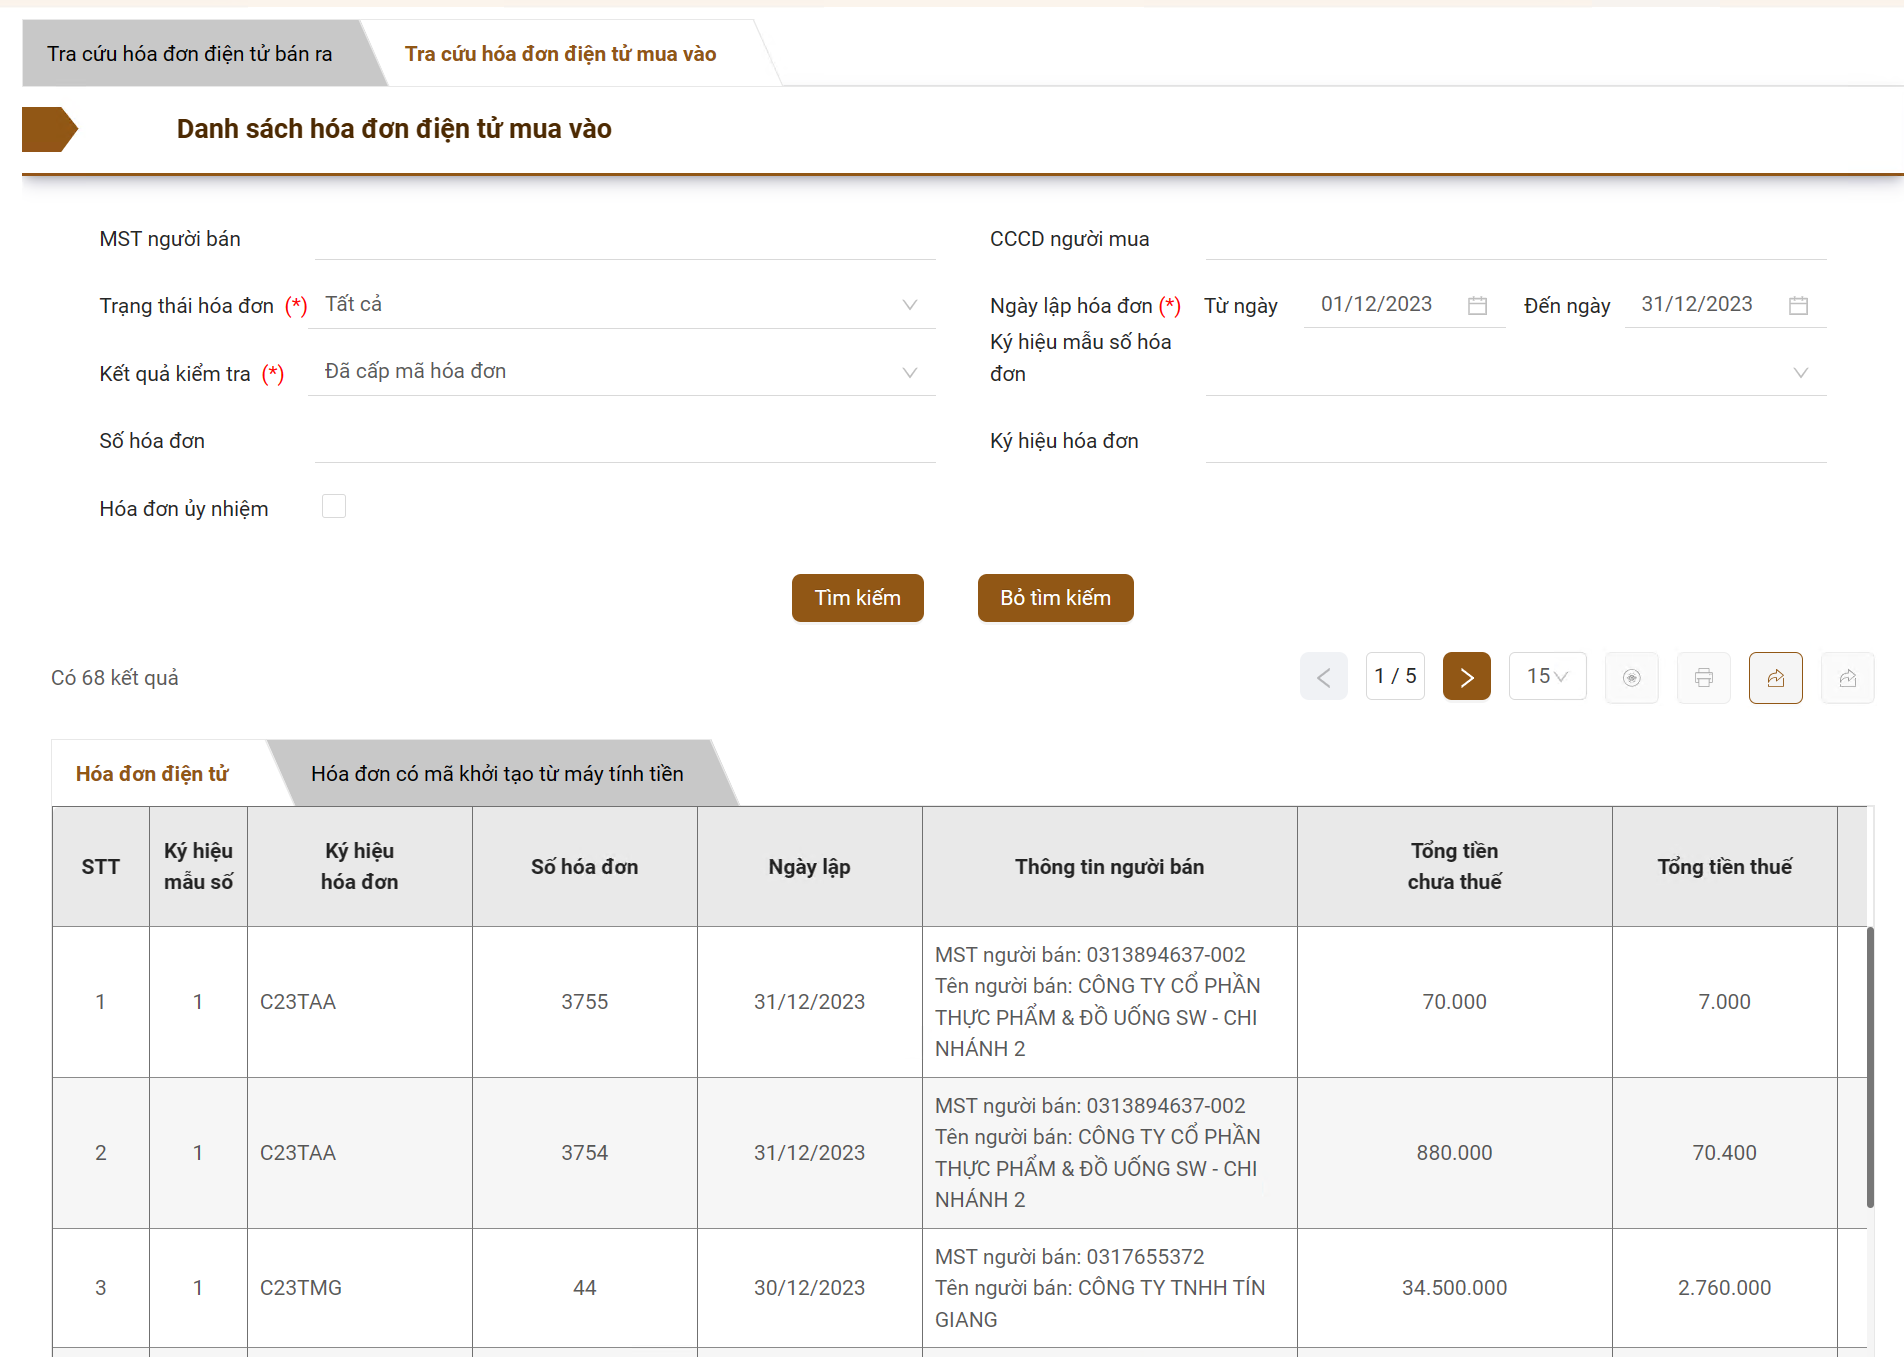 Tra cứu hóa đơn điện tử bán ra
Tra cứu hóa đơn điện tử mua vào
Danh sách hóa đơn điện tử mua vào
MST người bán
CCCD người mua
Trạng thái hóa đơn (*) Tất cả
Ngày lập hóa đơn (*) Từ ngày 01/12/2023 Đến ngày 31/12/2023
Kết quả kiểm tra (*) Đã cấp mã hóa đơn
Ký hiệu mẫu số hóa
đơn
Số hóa đơn
Ký hiệu hóa đơn
Hóa đơn ủy nhiệm
Tìm kiếm
Bỏ tìm kiếm
Có 68 kết quả
1 / 5
15
Hóa đơn điện tử
Hóa đơn có mã khởi tạo từ máy tính tiền
STT
Ký hiệu
mẫu số
Ký hiệu
hóa đơn
Số hóa đơn
Ngày lập
Thông tin người bán
Tổng tiền
chưa thuế
Tổng tiền thuế
1
1
C23TAA
3755
31/12/2023
MST người bán: 0313894637-002
Tên người bán: CÔNG TY CỔ PHẦN
THỰC PHẨM & ĐỒ UỐNG SW - CHI
NHÁNH 2
70.000
7.000
2
1
C23TAA
3754
31/12/2023
MST người bán: 0313894637-002
Tên người bán: CÔNG TY CỔ PHẦN
THỰC PHẨM & ĐỒ UỐNG SW - CHI
NHÁNH 2
880.000
70.400
3
1
C23TMG
44
30/12/2023
MST người bán: 0317655372
Tên người bán: CÔNG TY TNHH TÍN
GIANG
34.500.000
2.760.000